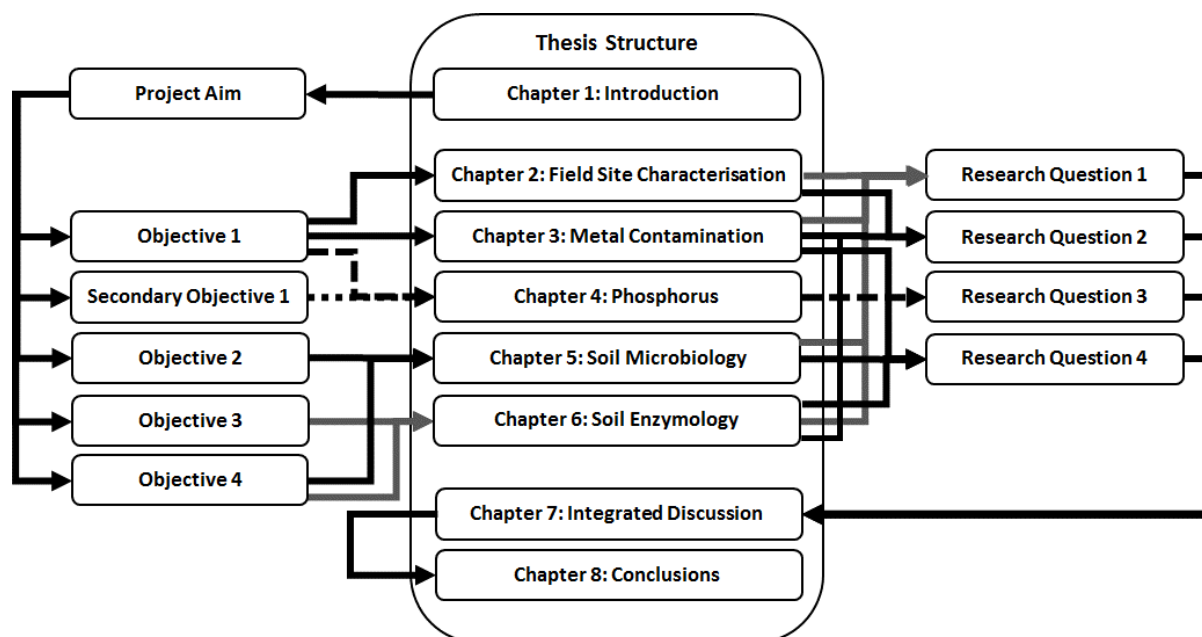 Thesis Structure
Project Aim
Chapter 1: Introduction
Chapter 2: Field Site Characterisation
Research Question 1
Objective 1
Chapter 3: Metal Contamination
Research Question 2
Secondary Objective 1
Chapter 4: Phosphorus
Research Question 3
Objective 2
Chapter 5: Soil Microbiology
Research Question 4
Objective 3
Chapter 6: Soil Enzymology
Objective 4
Chapter 7: Integrated Discussion
Chapter 8: Conclusions